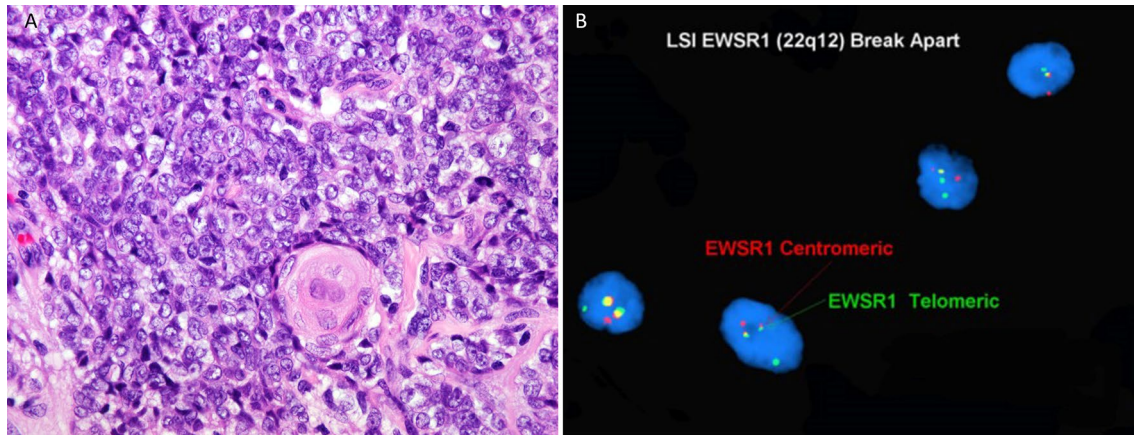 A
B
LSI EWSR1 (22q12) Break Apart
EWSR1 Centromeric
EWSR1 Telomeric